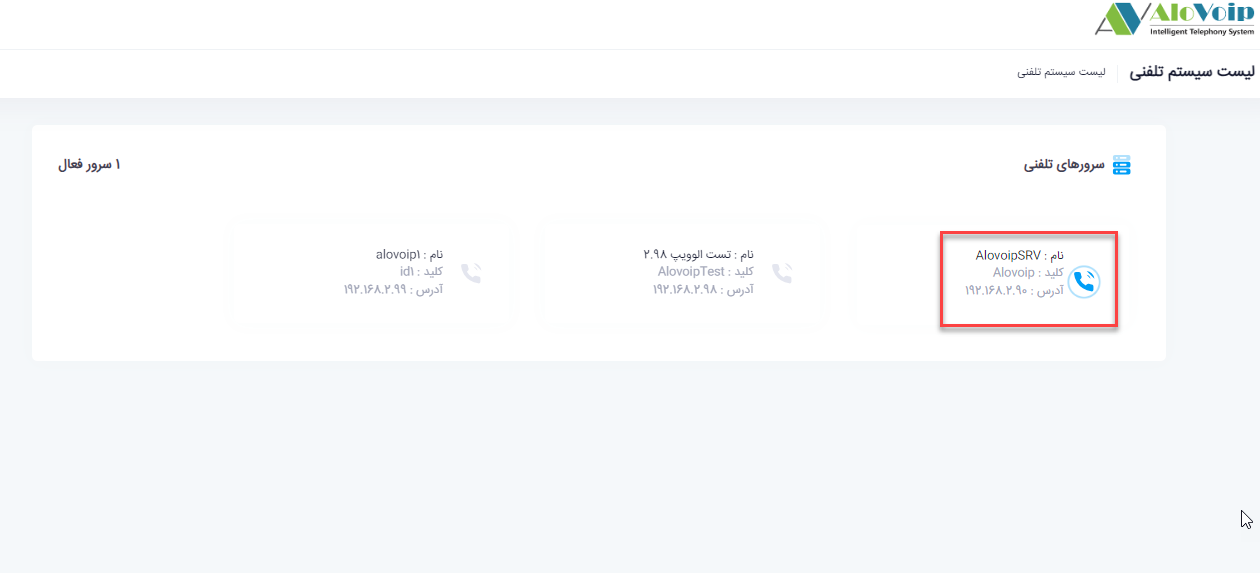 AloVoip
Intelligent Telephony System
لیست سیستم تلفنی
لیست سیستم تلفنی
سرورهای تلفنی
۱ سرور فعال
نام : AlovoipSRV
کلید : Alovoip
آدرس : ۱۹۲.۱۶۸.۲.۹۰
نام : تست الوویپ ۲.۹۸
کلید : AlovoipTest
آدرس : ۱۹۲.۱۶۸.۲.۹۸
نام : alovoip۱
کلید : id۱
آدرس : ۱۹۲.۱۶۸.۲.۹۹